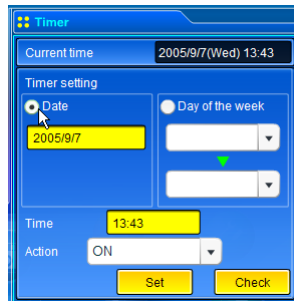 Timer
Current time 2005/9/7(Wed) 13:43
Timer setting
Date
2005/9/7
Day of the week
Time 13:43
Action ON
Set Check